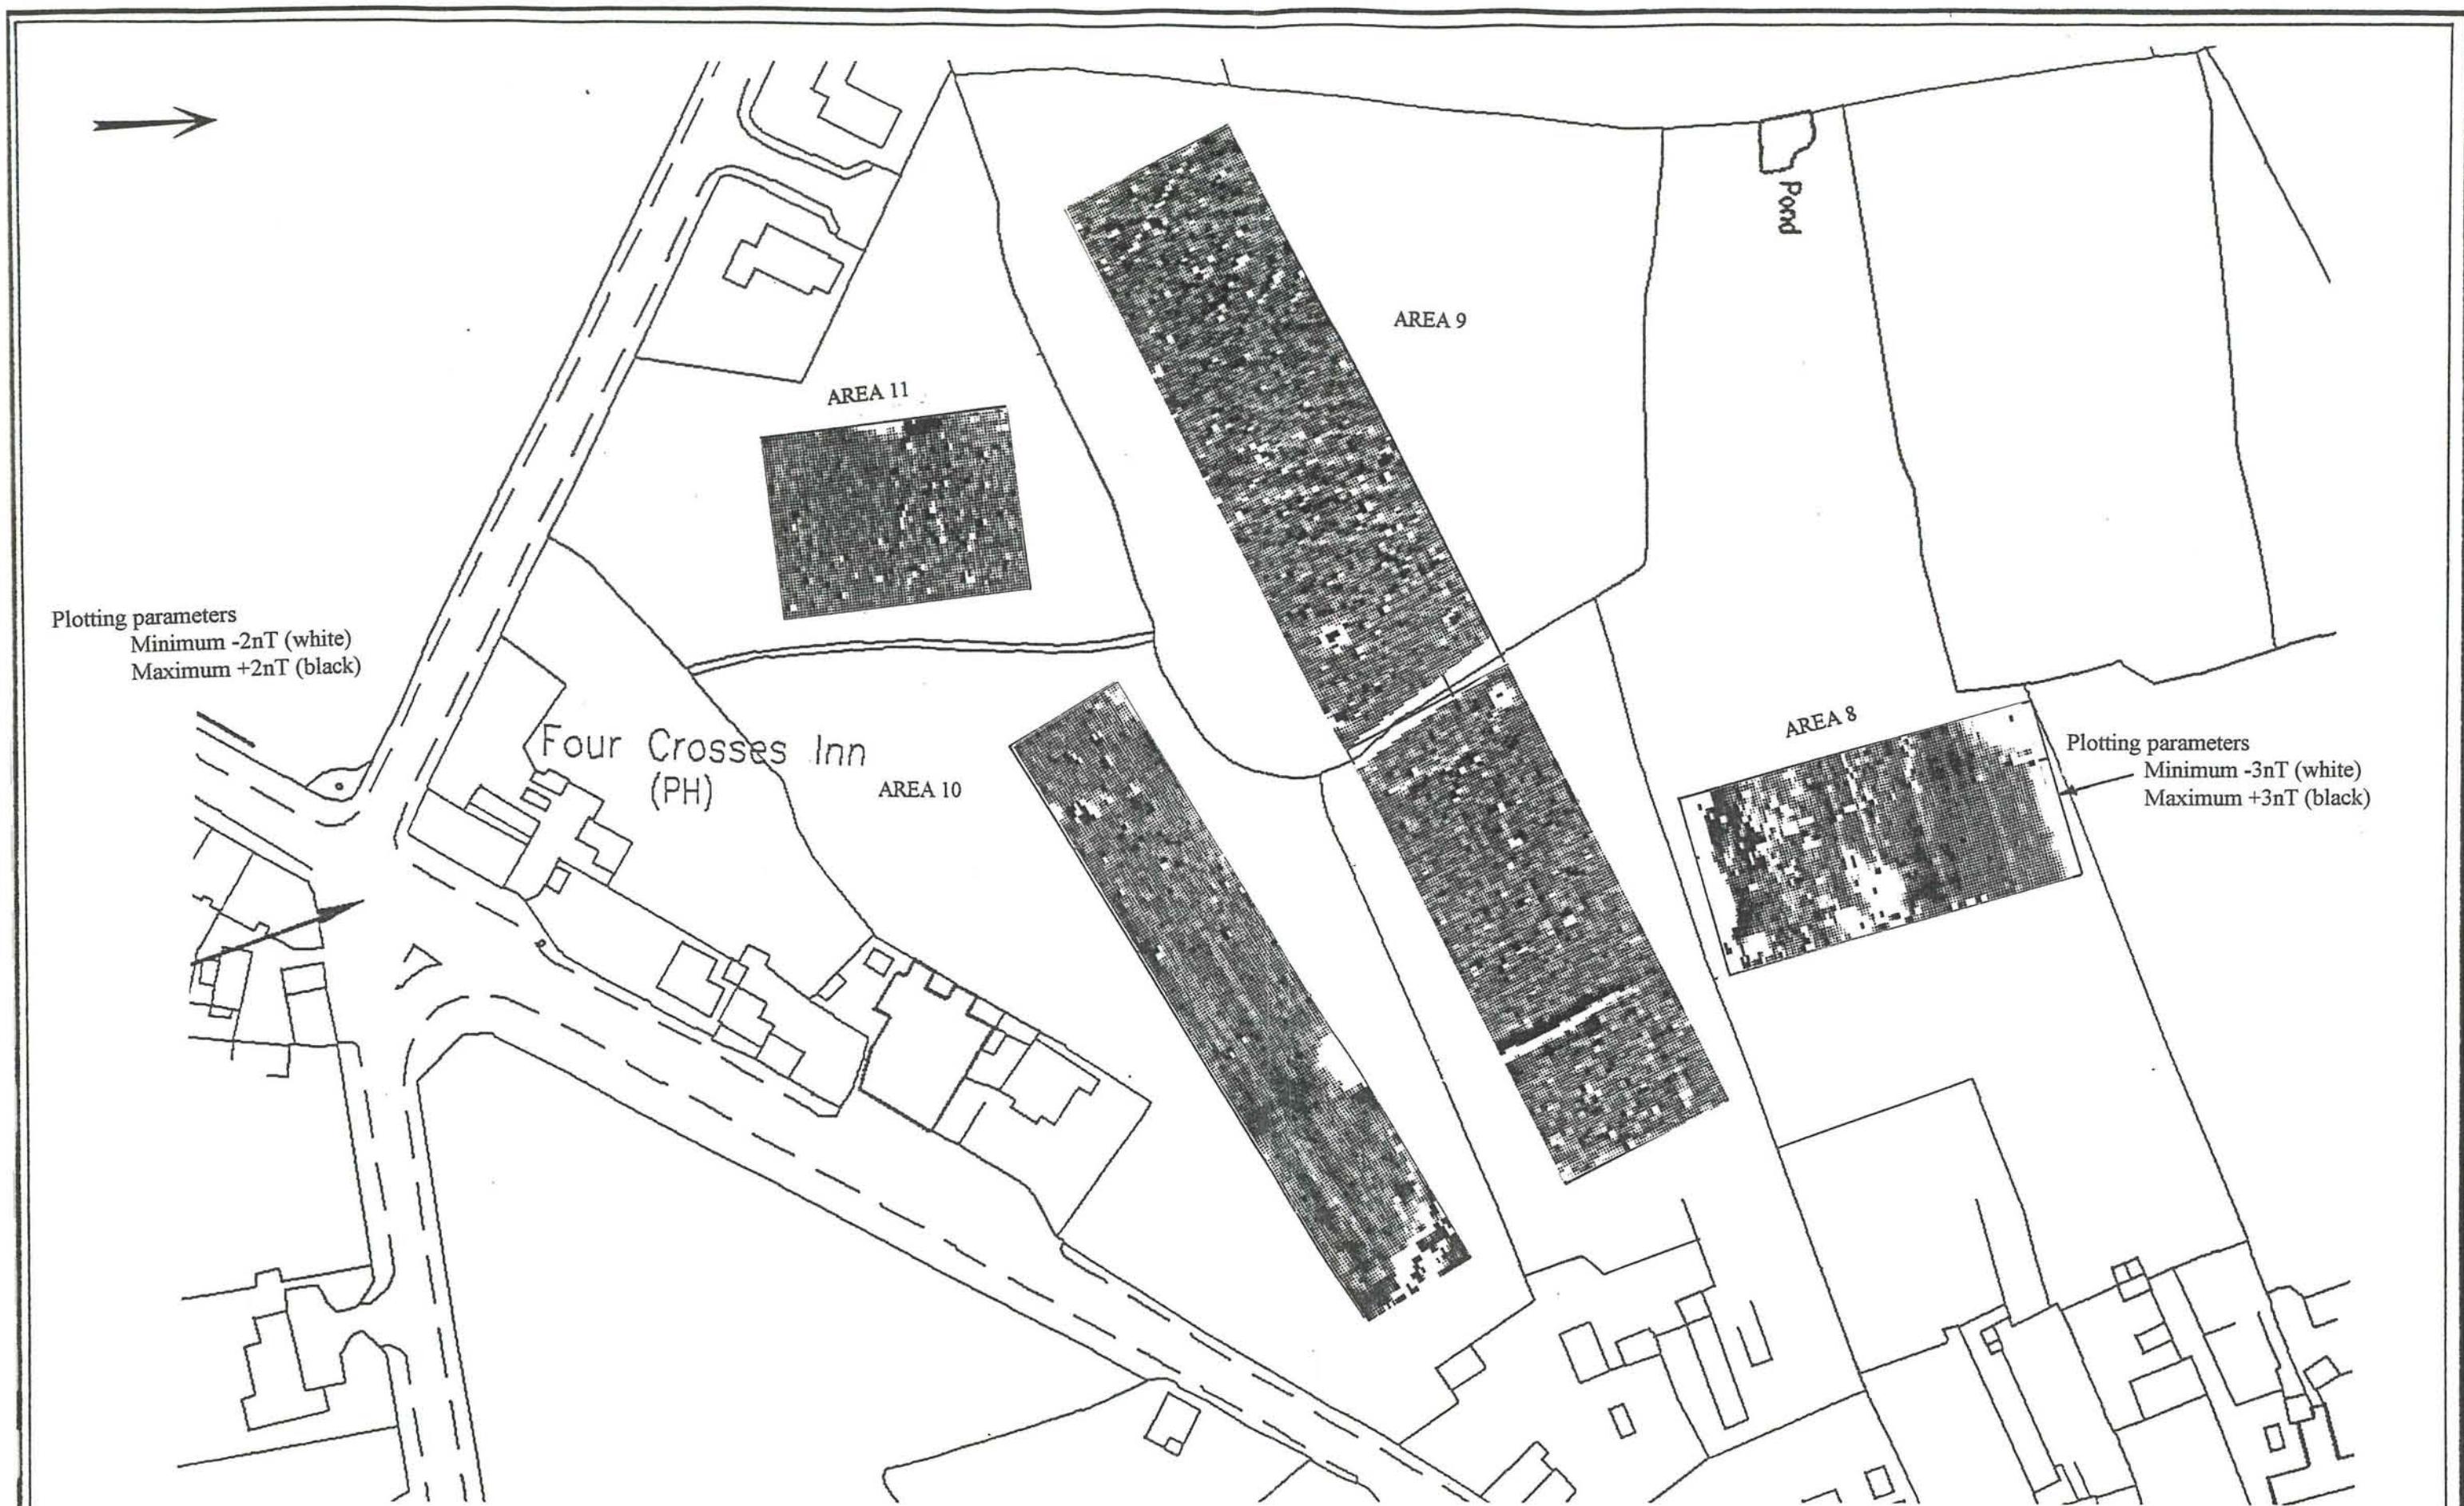 Pond
AREA 9
AREA 11
Plotting parameters
Minimum -2nT (white)
Maximum +2nT (black)
Four Crosses Inn
(PH)
AREA 10
AREA 8
Plotting parameters
Minimum -3nT (white)
Maximum +3nT (black)